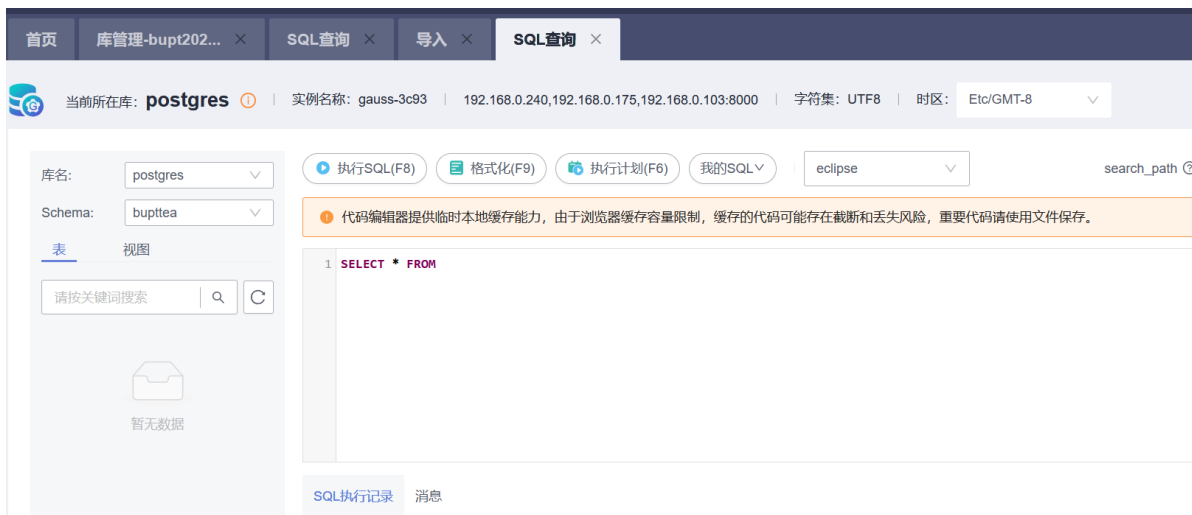 首页 库管理-bupt202... × SQL查询 × 导入 × SQL查询 ×
当前所在库: postgres 实例名称: gauss-3c93 192.168.0.240,192.168.0.175,192.168.0.103:8000 字符集: UTF8 时区: Etc/GMT-8
库名: postgres 执行SQL(F8) 格式化(F9) 执行计划(F6) 我的SQL eclipse search_path
Schema: bupttea
代码编辑器提供临时本地缓存能力，由于浏览器缓存容量限制，缓存的代码可能存在截断和丢失风险，重要代码请使用文件保存。
表 视图
1 SELECT * FROM
请按关键词搜索
暂无数据
SQL执行记录 消息